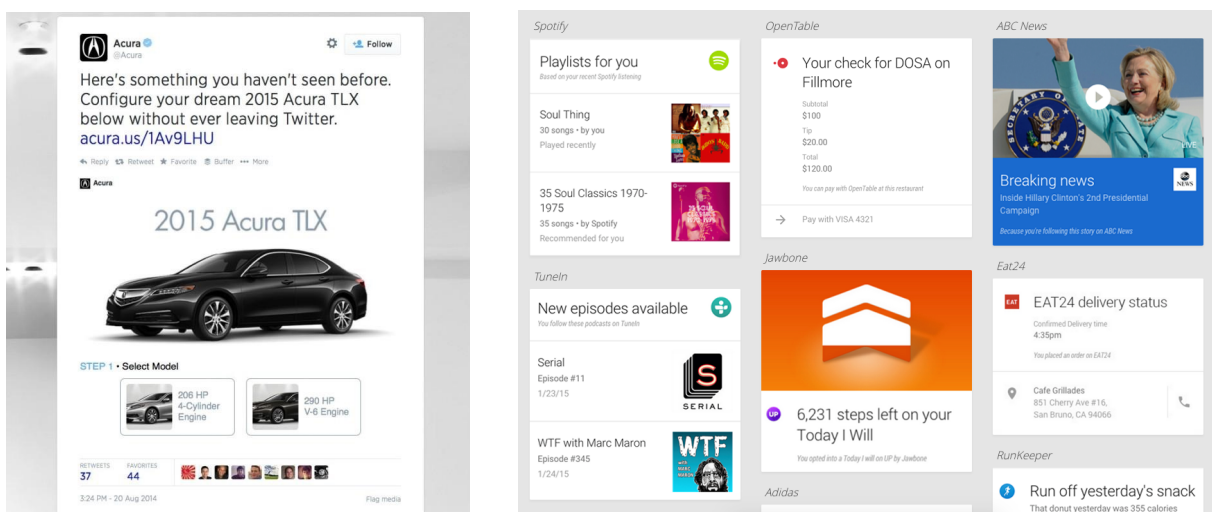 Acura
@Acura
Follow
Here's something you haven't seen before.
Configure your dream 2015 Acura TLX
below without ever leaving Twitter.
acura.us/1Av9LHU
Reply Retweet Favorite Buffer More
Acura
2015 Acura TLX
STEP 1 • Select Model
206 HP
4-Cylinder
Engine
290 HP
V-6 Engine
RETWEETS FAVORITES
37 44
3:24 PM - 20 Aug 2014
Flag media
Spotify
Playlists for you
Based on your recent Spotify listening
Soul Thing
30 songs • by you
Played recently
35 Soul Classics 1970-
1975
35 songs • by Spotify
Recommended for you
TuneIn
New episodes available
You follow these podcasts on TuneIn
Serial
Episode #11
1/23/15
S
SERIAL
WTF with Marc Maron
Episode #345
1/24/15
WTF
WITH
MARC
MARON
OpenTable
Your check for DOSA on
Fillmore
Subtotal
$100
Tip
$20.00
Total
$120.00
You can pay with OpenTable at this restaurant
Pay with VISA 4321
Jawbone
UP
6,231 steps left on your
Today I Will
You opted into a Today I will on UP by Jawbone
Adidas
ABC News
LIVE
Breaking news
Inside Hillary Clinton's 2nd Presidential
Campaign
abc
NEWS
Because you're following this story on ABC News
Eat24
EAT
EAT24 delivery status
Confirmed Delivery time
4:35pm
You placed an order on EAT24
Cafe Grillades
851 Cherry Ave #16,
San Bruno, CA 94066
RunKeeper
Run off yesterday's snack
That donut yesterday was 355 calories